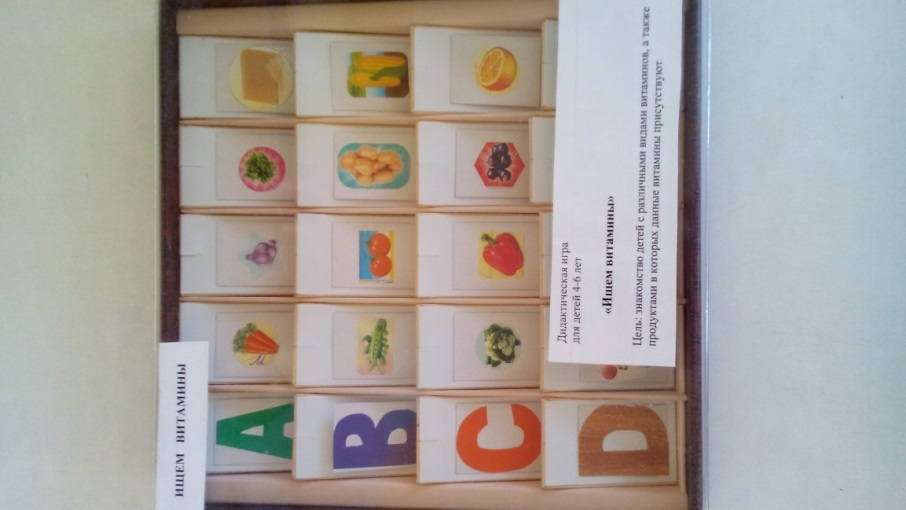 ИЩЕМ ВИТАМИНЫ
A
B
C
D
Дидактическая игра
для детей 4-6 лет
«Ищем витамины»
Цель: знакомство детей с различными видами витаминов, а также
продуктами в которых данные витамины присутствуют.